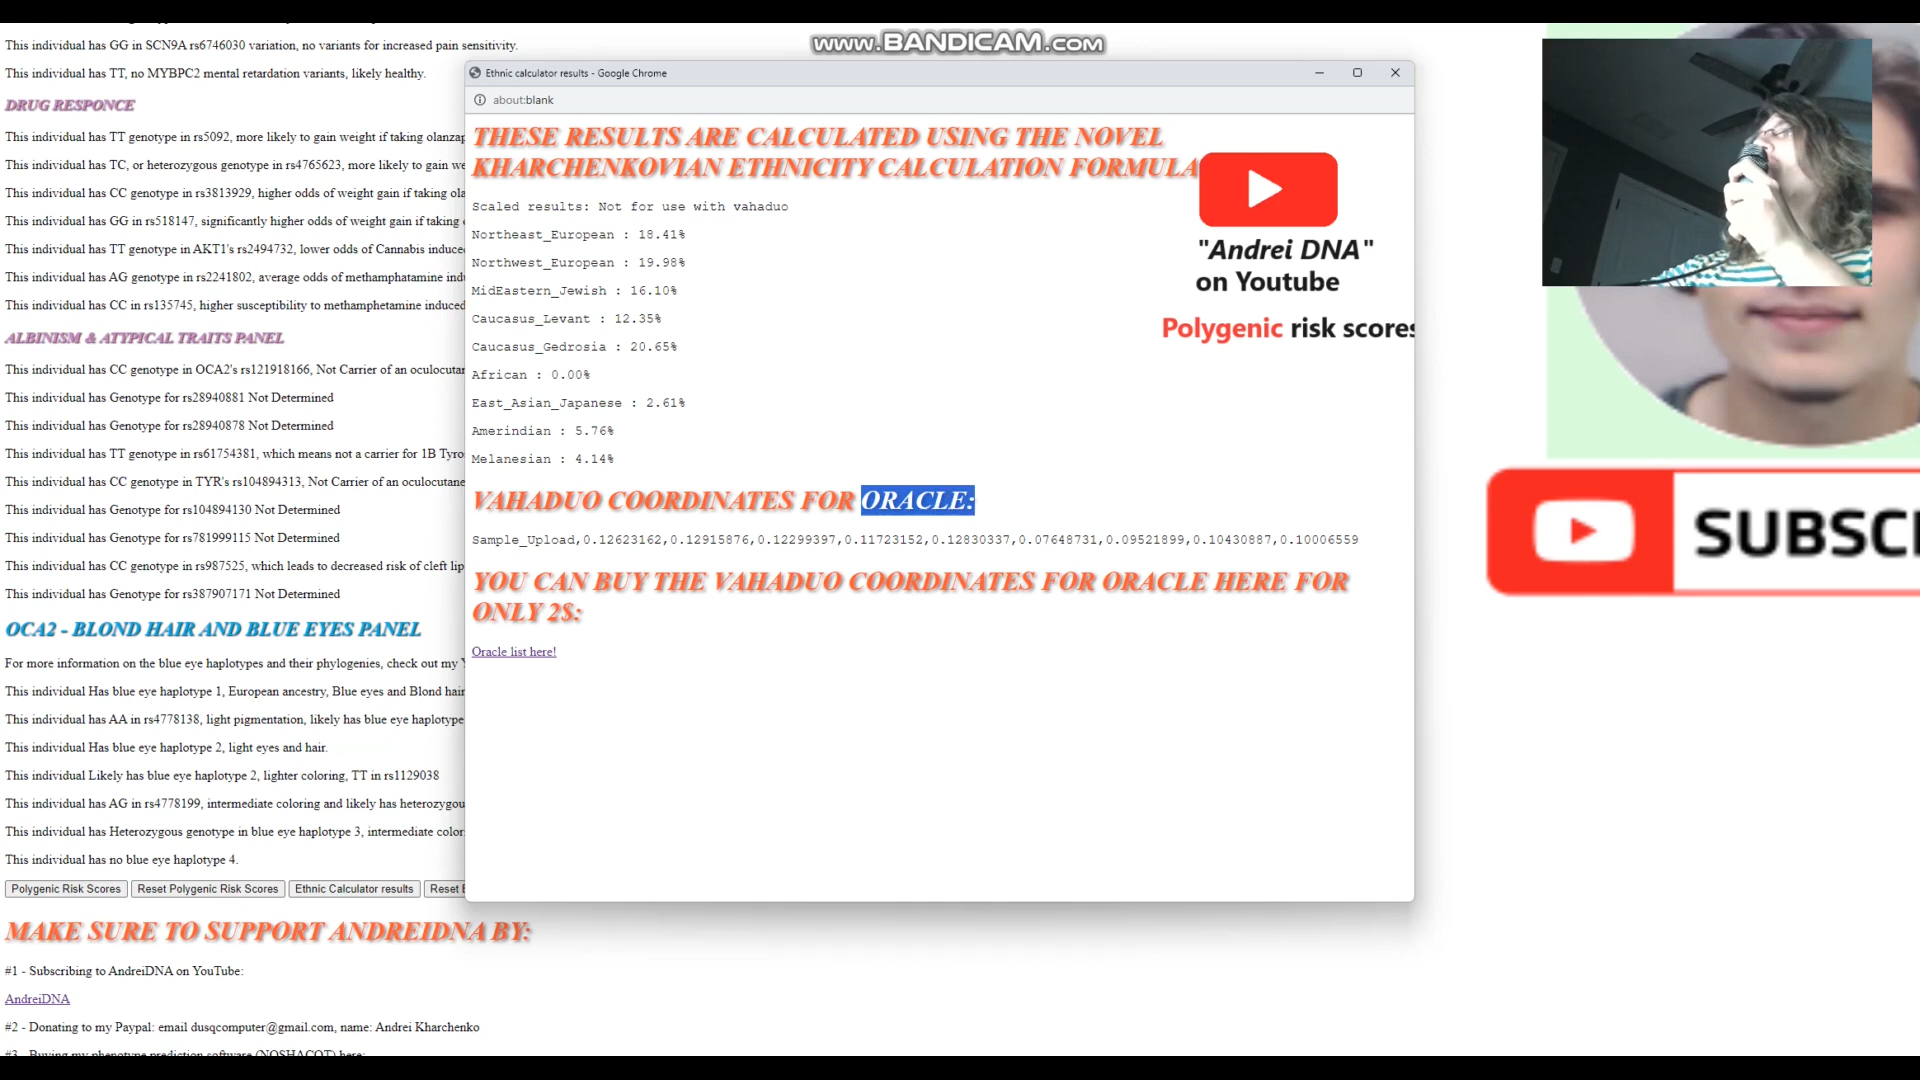 www.BANDICAM.com
This individual has GG in SCN9A rs6746030 variation, no variants for increased pain sensitivity.
This individual has TT, no MYBPC2 mental retardation variants, likely healthy.
DRUG RESPONCE
This individual has TT genotype in rs5092, more likely to gain weight if taking olanzap
This individual has TC, or heterozygous genotype in rs4765623, more likely to gain we
This individual has CC genotype in rs3813929, higher odds of weight gain if taking ola
This individual has GG in rs518147, significantly higher odds of weight gain if taking
This individual has TT genotype in AKT1's rs2494732, lower odds of Cannabis induce
This individual has AG genotype in rs2241802, average odds of methamphatamine ind
This individual has CC in rs135745, higher susceptibility to methamphetamine induced
ALBINISM & ATYPICAL TRAITS PANEL
This individual has CC genotype in OCA2's rs121918166, Not Carrier of an oculocutan
This individual has Genotype for rs28940881 Not Determined
This individual has Genotype for rs28940878 Not Determined
This individual has TT genotype in rs61754381, which means not a carrier for 1B Tyro
This individual has CC genotype in TYR's rs104894313, Not Carrier of an oculocutane
This individual has Genotype for rs104894130 Not Determined
This individual has Genotype for rs781999115 Not Determined
This individual has CC genotype in rs987525, which leads to decreased risk of cleft lip
This individual has Genotype for rs387907171 Not Determined
OCA2 - BLOND HAIR AND BLUE EYES PANEL
For more information on the blue eye haplotypes and their phylogenies, check out my Y
This individual Has blue eye haplotype 1, European ancestry, Blue eyes and Blond hair
This individual has AA in rs4778138, light pigmentation, likely has blue eye haplotype
This individual Has blue eye haplotype 2, light eyes and hair.
This individual Likely has blue eye haplotype 2, lighter coloring, TT in rs1129038
This individual has AG in rs4778199, intermediate coloring and likely has heterozygou
This individual has Heterozygous genotype in blue eye haplotype 3, intermediate color
This individual has no blue eye haplotype 4.
Polygenic Risk Scores Reset Polygenic Risk Scores Ethnic Calculator results Reset E
MAKE SURE TO SUPPORT ANDREIDNA BY:
#1 - Subscribing to AndreiDNA on YouTube:
AndreiDNA
#2 - Donating to my Paypal: email dusqcomputer@gmail.com, name: Andrei Kharchenko
#3 - Buying my phenotype prediction software (NOSHACOT) here:
Ethnic calculator results - Google Chrome
about:blank
THESE RESULTS ARE CALCULATED USING THE NOVEL
KHARCHENKOVIAN ETHNICITY CALCULATION FORMULA
Scaled results: Not for use with vahaduo
Northeast_European : 18.41%
Northwest_European : 19.98%
MidEastern_Jewish : 16.10%
Caucasus_Levant : 12.35%
Caucasus_Gedrosia : 20.65%
African : 0.00%
East_Asian_Japanese : 2.61%
Amerindian : 5.76%
Melanesian : 4.14%
"Andrei DNA"
on Youtube
Polygenic risk scores
VAHADUO COORDINATES FOR ORACLE:
Sample_Upload,0.12623162,0.12915876,0.12299397,0.11723152,0.12830337,0.07648731,0.09521899,0.10430887,0.10006559
YOU CAN BUY THE VAHADUO COORDINATES FOR ORACLE HERE FOR
ONLY 2$:
Oracle list here!
SUBSC